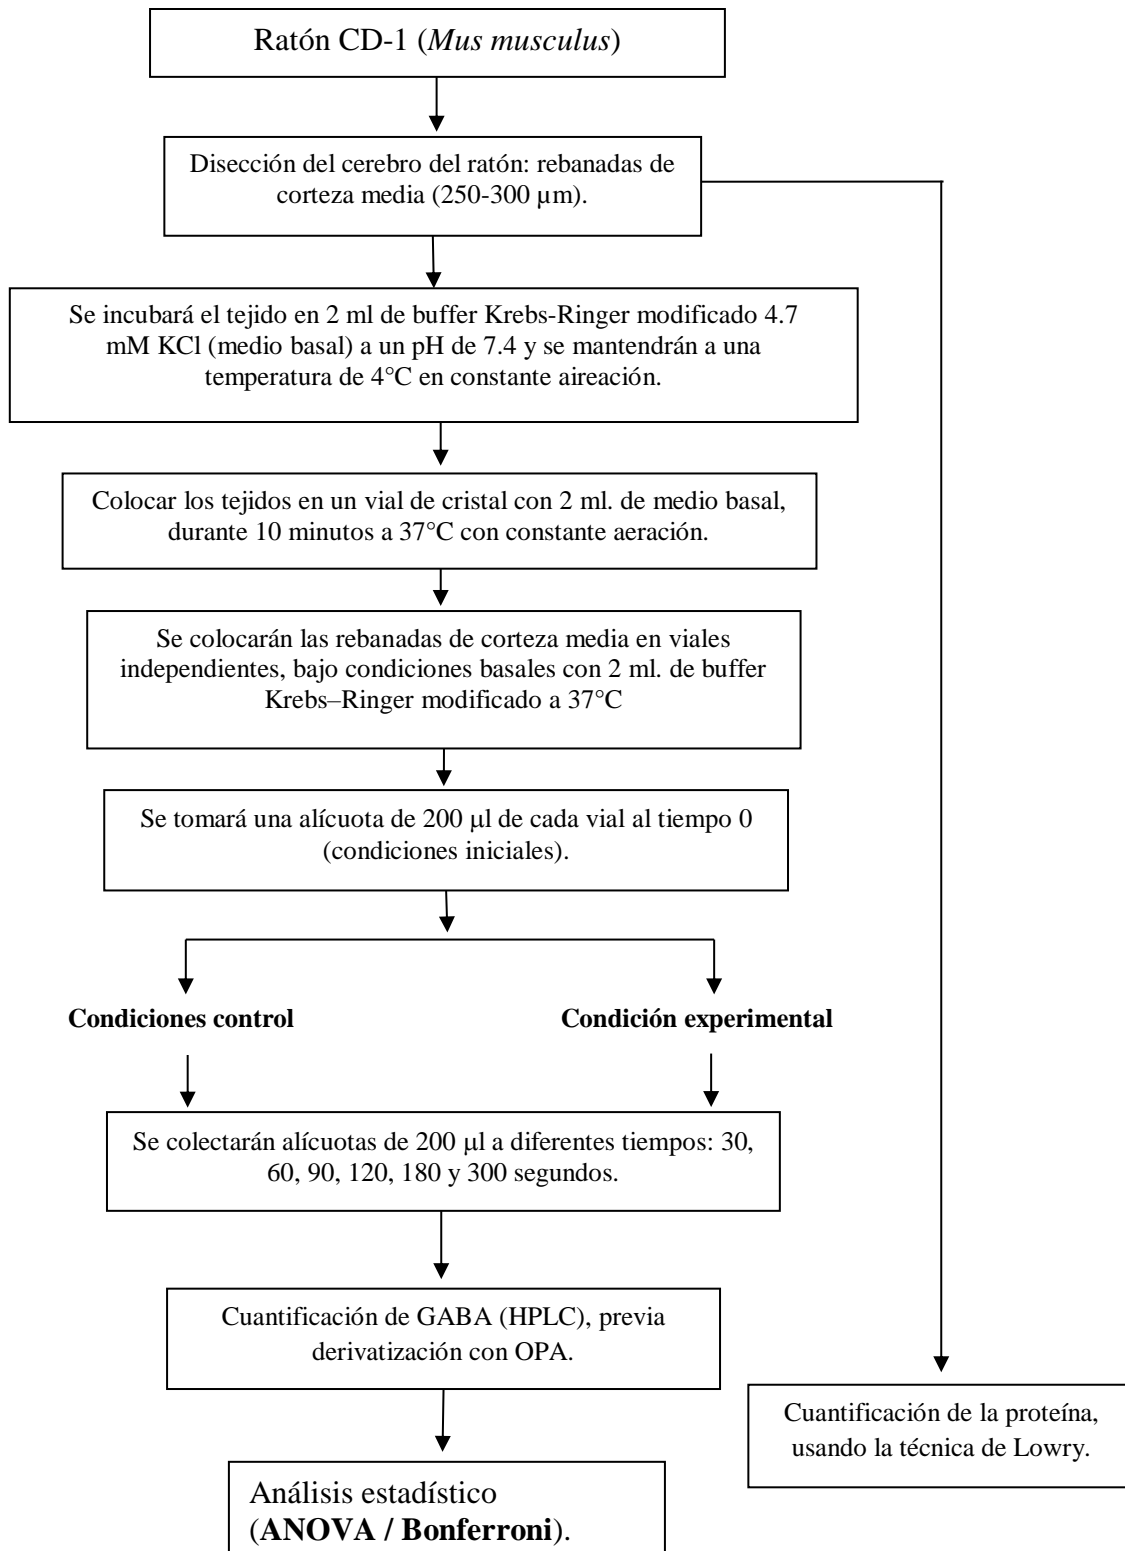 Ratón CD-1 (Mus musculus)
Disección del cerebro del ratón: rebanadas de
corteza media (250-300 µm).
Se incubará el tejido en 2 ml de buffer Krebs-Ringer modificado 4.7
mM KCl (medio basal) a un pH de 7.4 y se mantendrán a una
temperatura de 4°C en constante aireación.
Colocar los tejidos en un vial de cristal con 2 ml. de medio basal,
durante 10 minutos a 37°C con constante aeración.
Se colocarán las rebanadas de corteza media en viales
independientes, bajo condiciones basales con 2 ml. de buffer
Krebs–Ringer modificado a 37°C
Se tomará una alícuota de 200 µl de cada vial al tiempo 0
(condiciones iniciales).
Condiciones control
Condición experimental
Se colectarán alícuotas de 200 µl a diferentes tiempos: 30,
60, 90, 120, 180 y 300 segundos.
Cuantificación de GABA (HPLC), previa
derivatización con OPA.
Cuantificación de la proteína,
usando la técnica de Lowry.
Análisis estadístico
(ANOVA / Bonferroni).